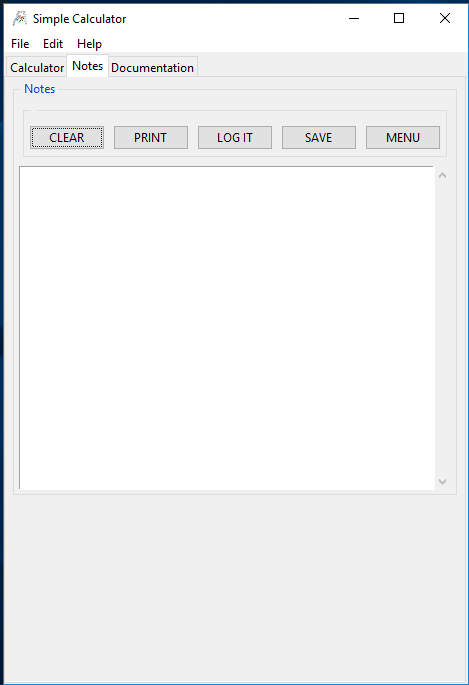 Simple Calculator
File Edit Help
Calculator Notes Documentation
Notes
CLEAR PRINT LOG IT SAVE MENU